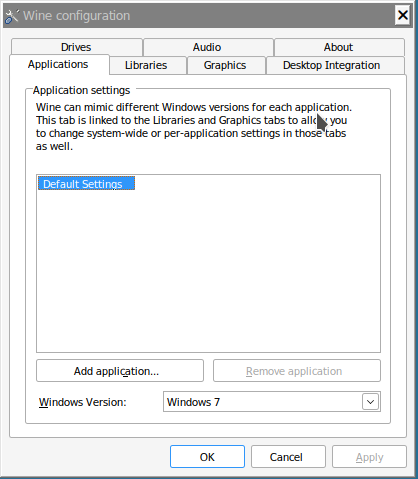 Wine configuration
Drives Audio About
Applications Libraries Graphics Desktop Integration
Application settings
Wine can mimic different Windows versions for each application.
This tab is linked to the Libraries and Graphics tabs to allow you
to change system-wide or per-application settings in those tabs
as well.
Default Settings
Add application... Remove application
Windows Version: Windows 7
OK Cancel Apply